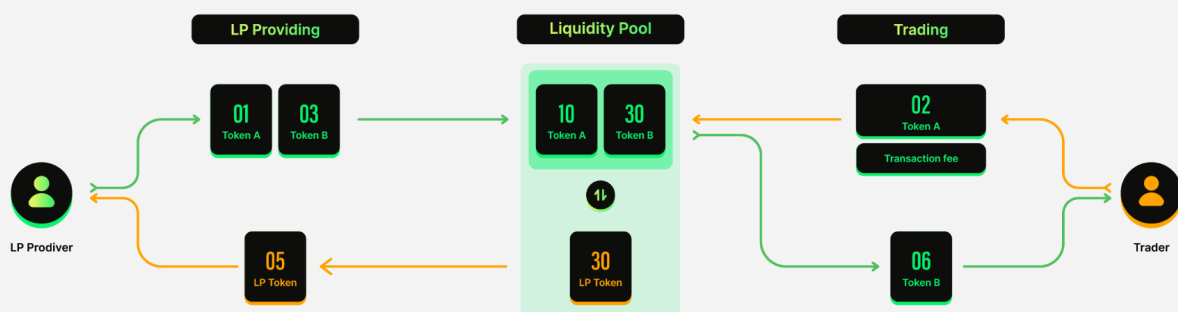 LP Providing
Liquidity Pool
Trading
01
Token A
03
Token B
10
Token A
30
Token B
02
Token A
Transaction fee
LP Prodiver
Trader
05
LP Token
30
LP Token
06
Token B